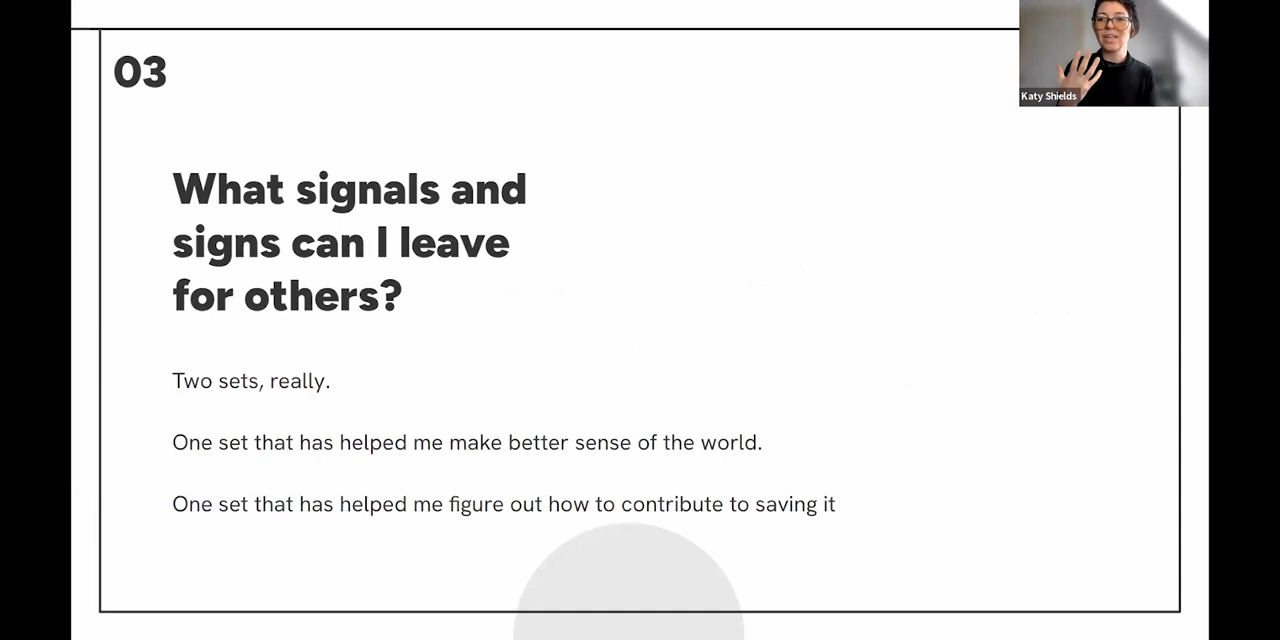 03
Katy Shields
What signals and
signs can I leave
for others?
Two sets, really.
One set that has helped me make better sense of the world.
One set that has helped me figure out how to contribute to saving it